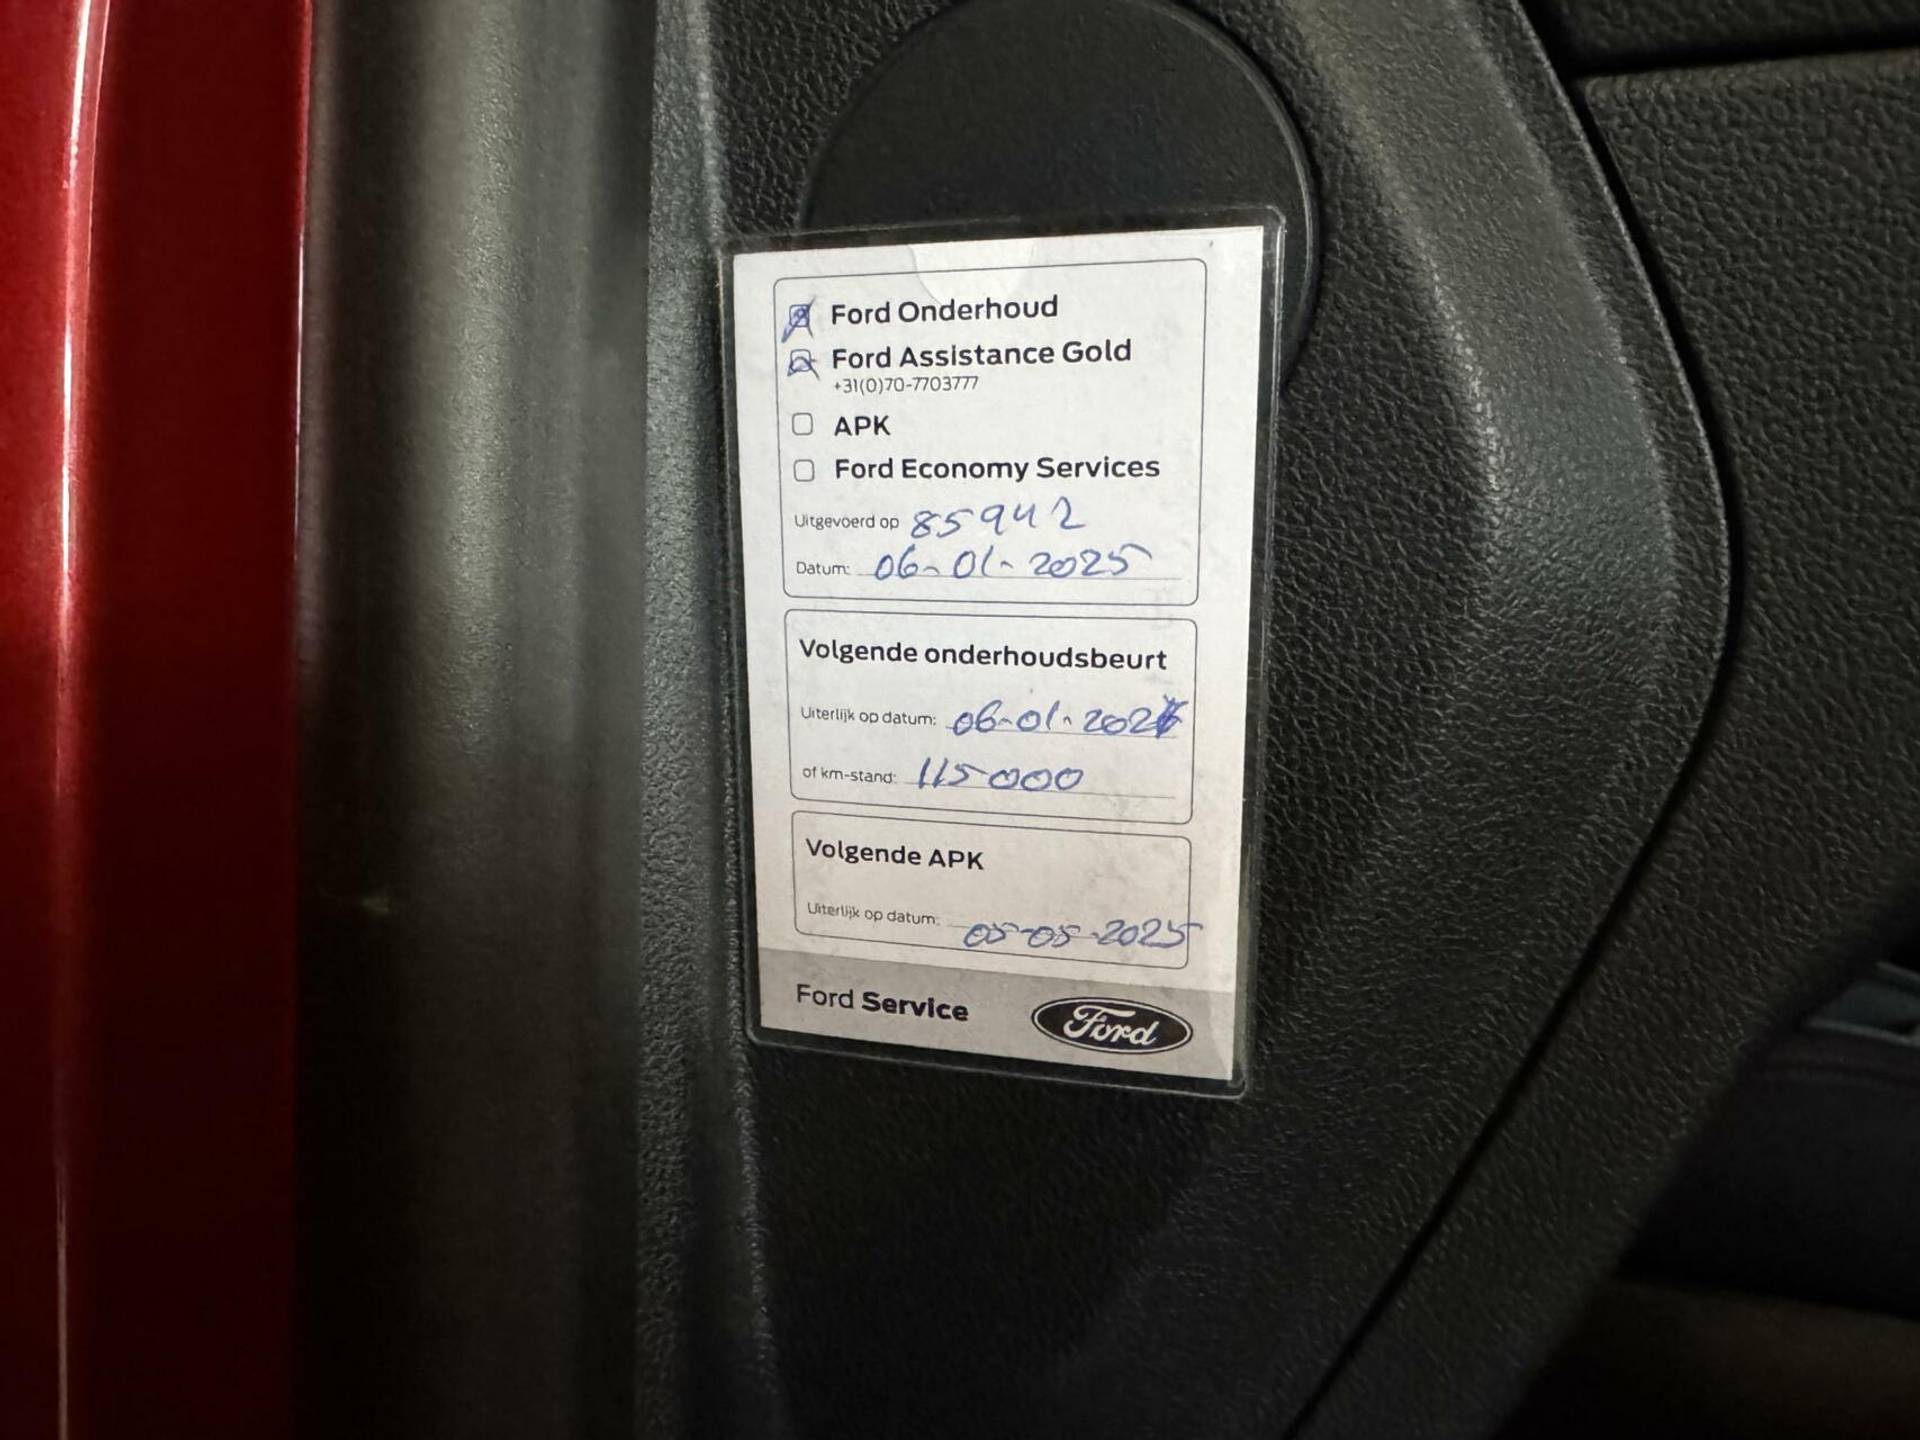 Ford Onderhoud
Ford Assistance Gold
+31(0)70-7703777
APK
Ford Economy Services
Uitgevoerd op 85942
Datum: 06-01-2025
Volgende onderhoudsbeurt
Uiterlijk op datum: 06-01-2026
of km-stand: 115000
Volgende APK
Uiterlijk op datum: 05-05-2025
Ford Service
Ford